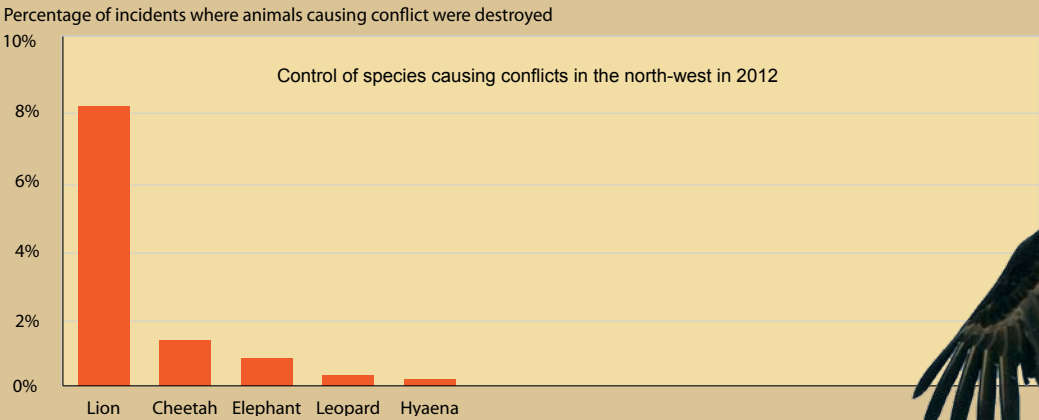 Percentage of incidents where animals causing conflict were destroyed
10%
Control of species causing conflicts in the north-west in 2012
8%
6%
4%
2%
0%
Lion Cheetah Elephant Leopard Hyaena